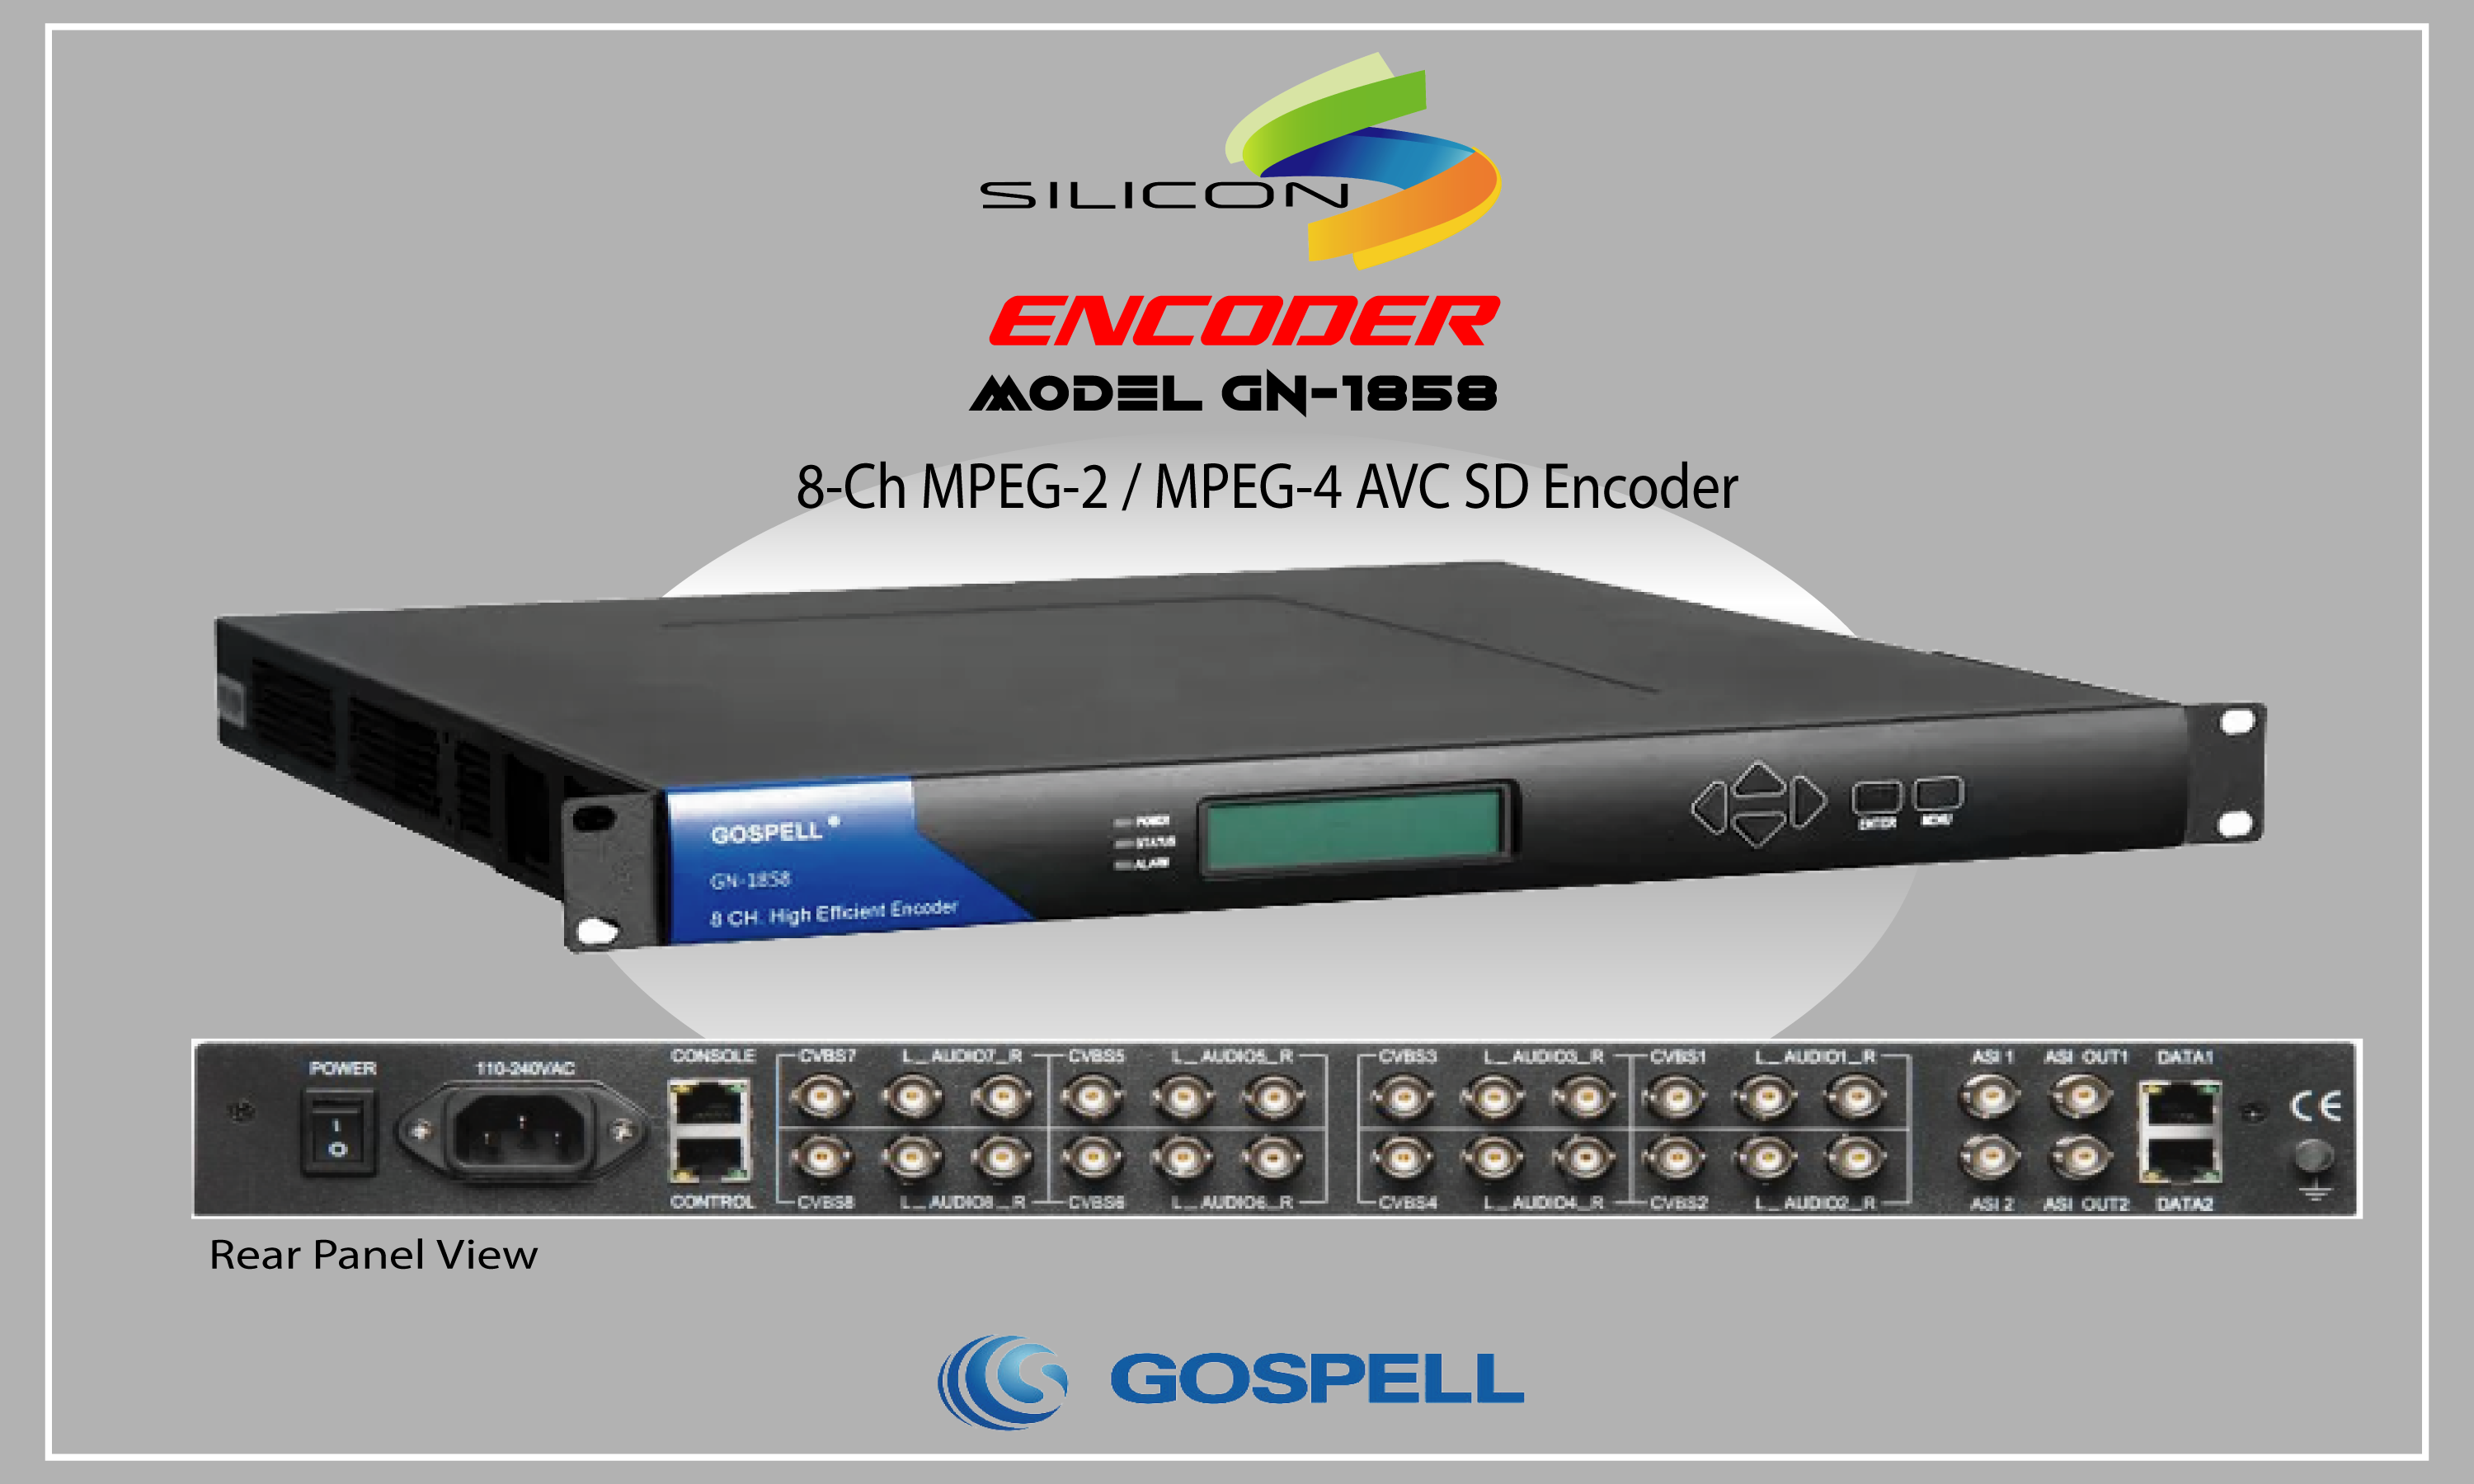 SILICON
ENCODER
MODEL GN-1858
8-Ch MPEG-2 / MPEG-4 AVC SD Encoder
GOSPELL
GN-1858
8 CH. High Efficient Encoder
POWER
STATUS
ALARM
ENTER MENU
POWER 110-240VAC CONSOLE CVBS7 L_AUDIO7_R CVBS5 L_AUDIO5_R CVBS3 L_AUDIO3_R CVBS1 L_AUDIO1_R ASI 1 ASI OUT1 DATA1
I
O
CE
CONTROL CVBS8 L_AUDIO8_R CVBS6 L_AUDIO6_R CVBS4 L_AUDIO4_R CVBS2 L_AUDIO2_R ASI 2 ASI OUT2 DATA2
Rear Panel View
GOSPELL